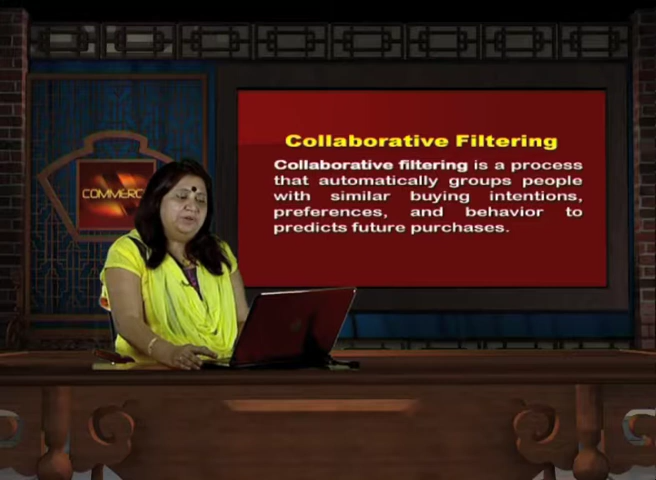 Collaborative Filtering
Collaborative filtering is a process
that automatically groups people
with similar buying intentions,
preferences, and behavior to
predicts future purchases.